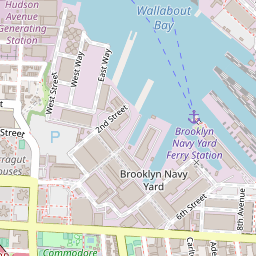 Wallabout
Bay
Hudson
Avenue
Generating
Station
West Street
West Way
East Way
2nd Street
P
Street
Brooklyn
Navy Yard
Ferry Station
Brooklyn Navy
Yard
6th Street
8th Avenue
Commodore